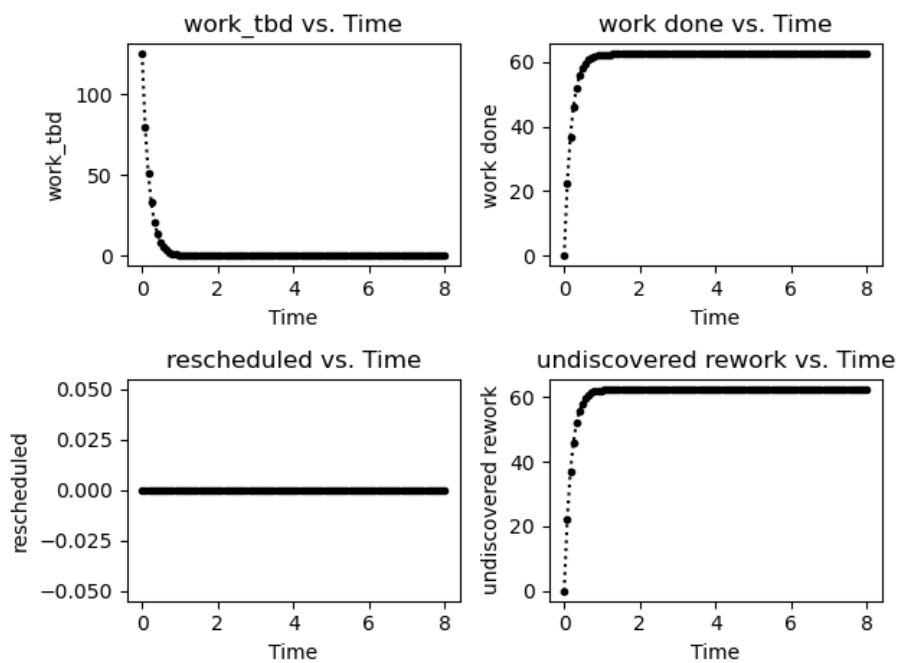 work_tbd vs. Time
work_tbd
100
50
0
0 2 4 6 8
Time
work done vs. Time
work done
60
40
20
0
0 2 4 6 8
Time
rescheduled vs. Time
rescheduled
0.050
0.025
0.000
−0.025
−0.050
0 2 4 6 8
Time
undiscovered rework vs. Time
undiscovered rework
60
40
20
0
0 2 4 6 8
Time